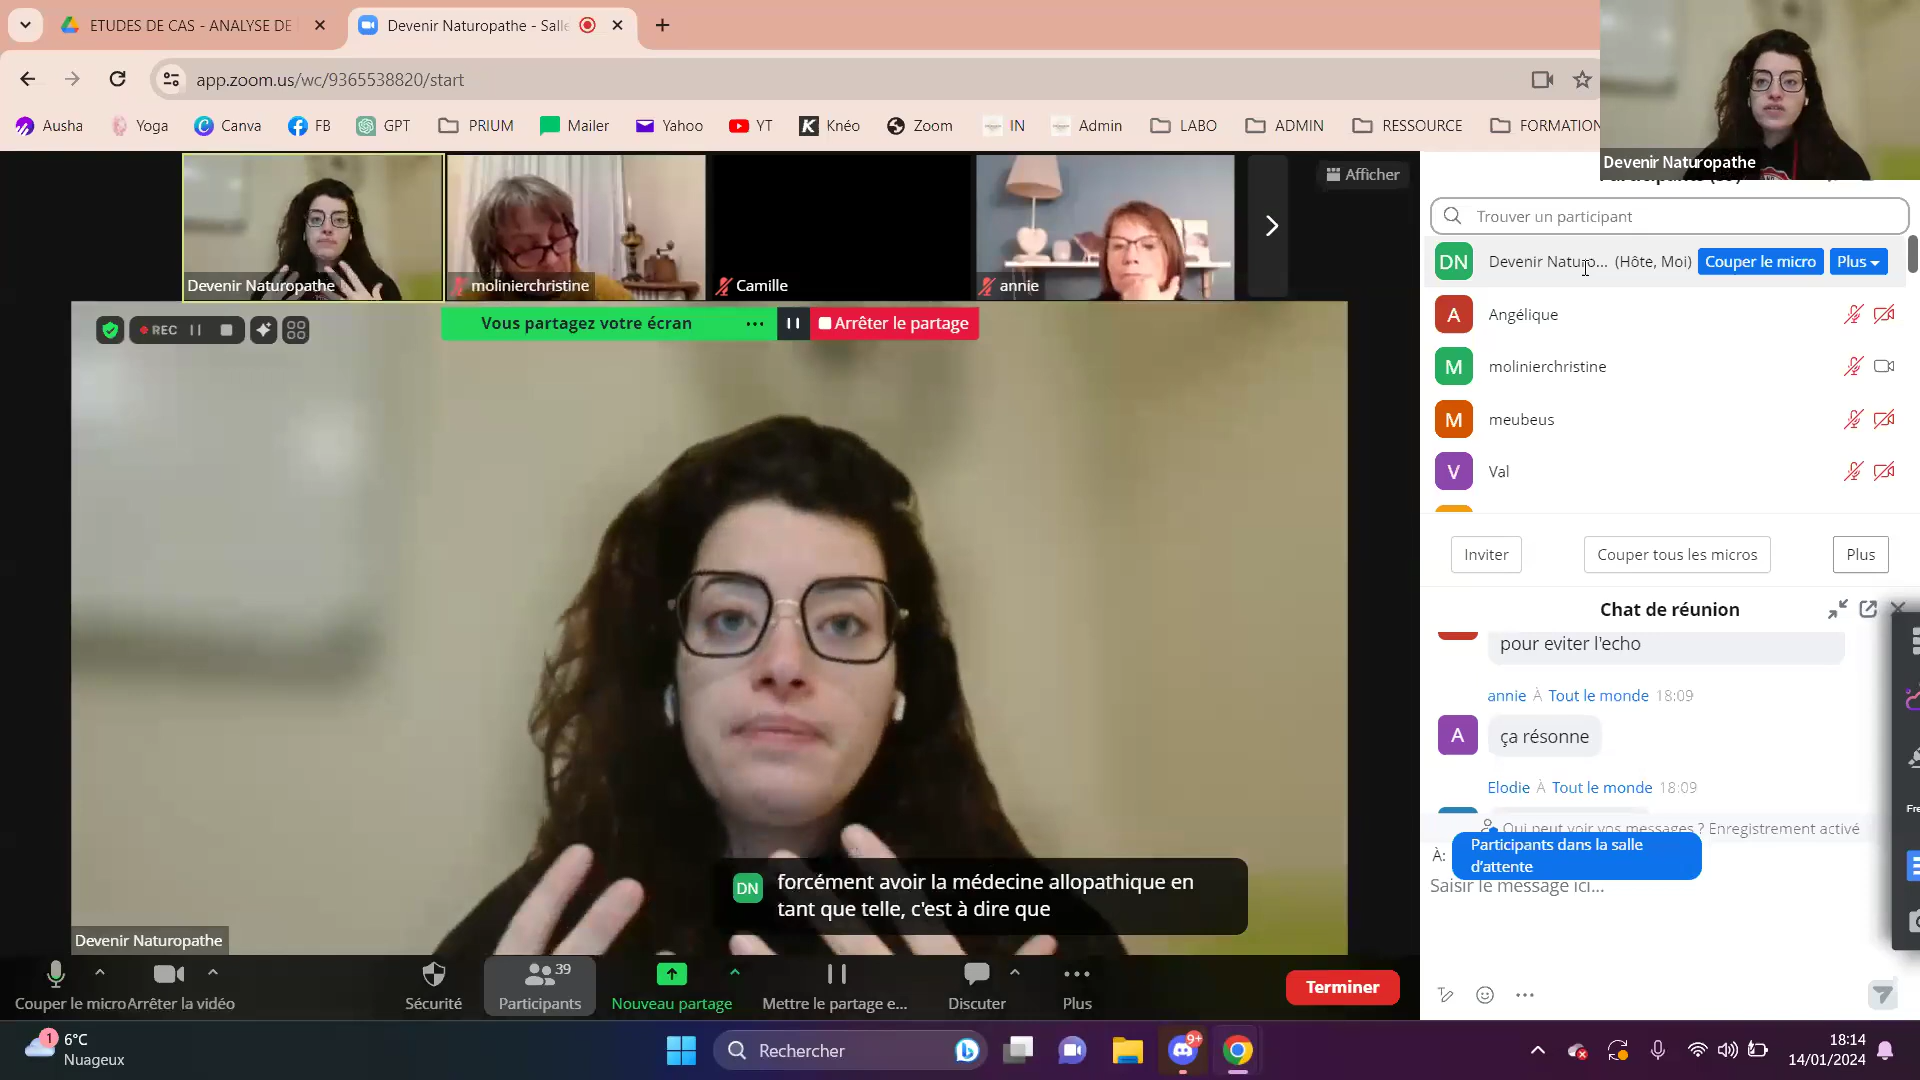 ETUDES DE CAS - ANALYSE DE
Devenir Naturopathe - Salle
app.zoom.us/wc/9365538820/start
Ausha
Yoga
Canva
FB
GPT
PRIUM
Mailer
Yahoo
YT
Knéo
Zoom
IN
Admin
LABO
ADMIN
RESSOURCE
FORMATION
Devenir Naturopathe
Devenir Naturopathe
molinierchristine
Camille
annie
Afficher
REC
Vous partagez votre écran
Arrêter le partage
Trouver un participant
DN
Devenir Naturo... (Hôte, Moi)
Couper le micro
Plus
A
Angélique
M
molinierchristine
M
meubeus
V
Val
Inviter
Couper tous les micros
Plus
Chat de réunion
pour eviter l'echo
annie À Tout le monde 18:09
A
ça résonne
Elodie À Tout le monde 18:09
Qui peut voir vos messages ? Enregistrement activé
À:
Participants dans la salle
d'attente
Saisir le message ici...
DN
forcément avoir la médecine allopathique en
tant que telle, c'est à dire que
Devenir Naturopathe
Couper le micro
Arrêter la vidéo
Sécurité
39
Participants
Nouveau partage
Mettre le partage e...
Discuter
Plus
Terminer
1
6°C
Nuageux
Rechercher
9+
18:14
14/01/2024